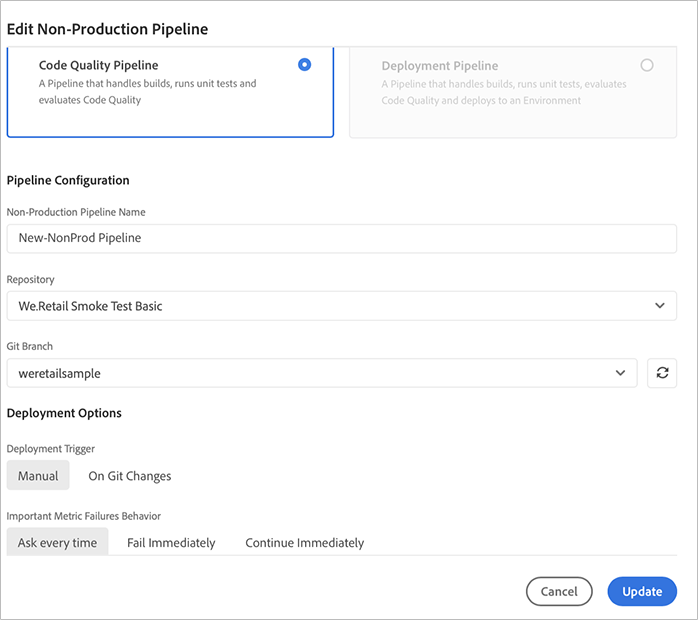 Edit Non-Production Pipeline
Code Quality Pipeline
A Pipeline that handles builds, runs unit tests and
evaluates Code Quality
Deployment Pipeline
A Pipeline that handles builds, runs unit tests, evaluates
Code Quality and deploys to an Environment
Pipeline Configuration
Non-Production Pipeline Name
New-NonProd Pipeline
Repository
We.Retail Smoke Test Basic
Git Branch
weretailsample
Deployment Options
Deployment Trigger
Manual On Git Changes
Important Metric Failures Behavior
Ask every time Fail Immediately Continue Immediately
Cancel Update